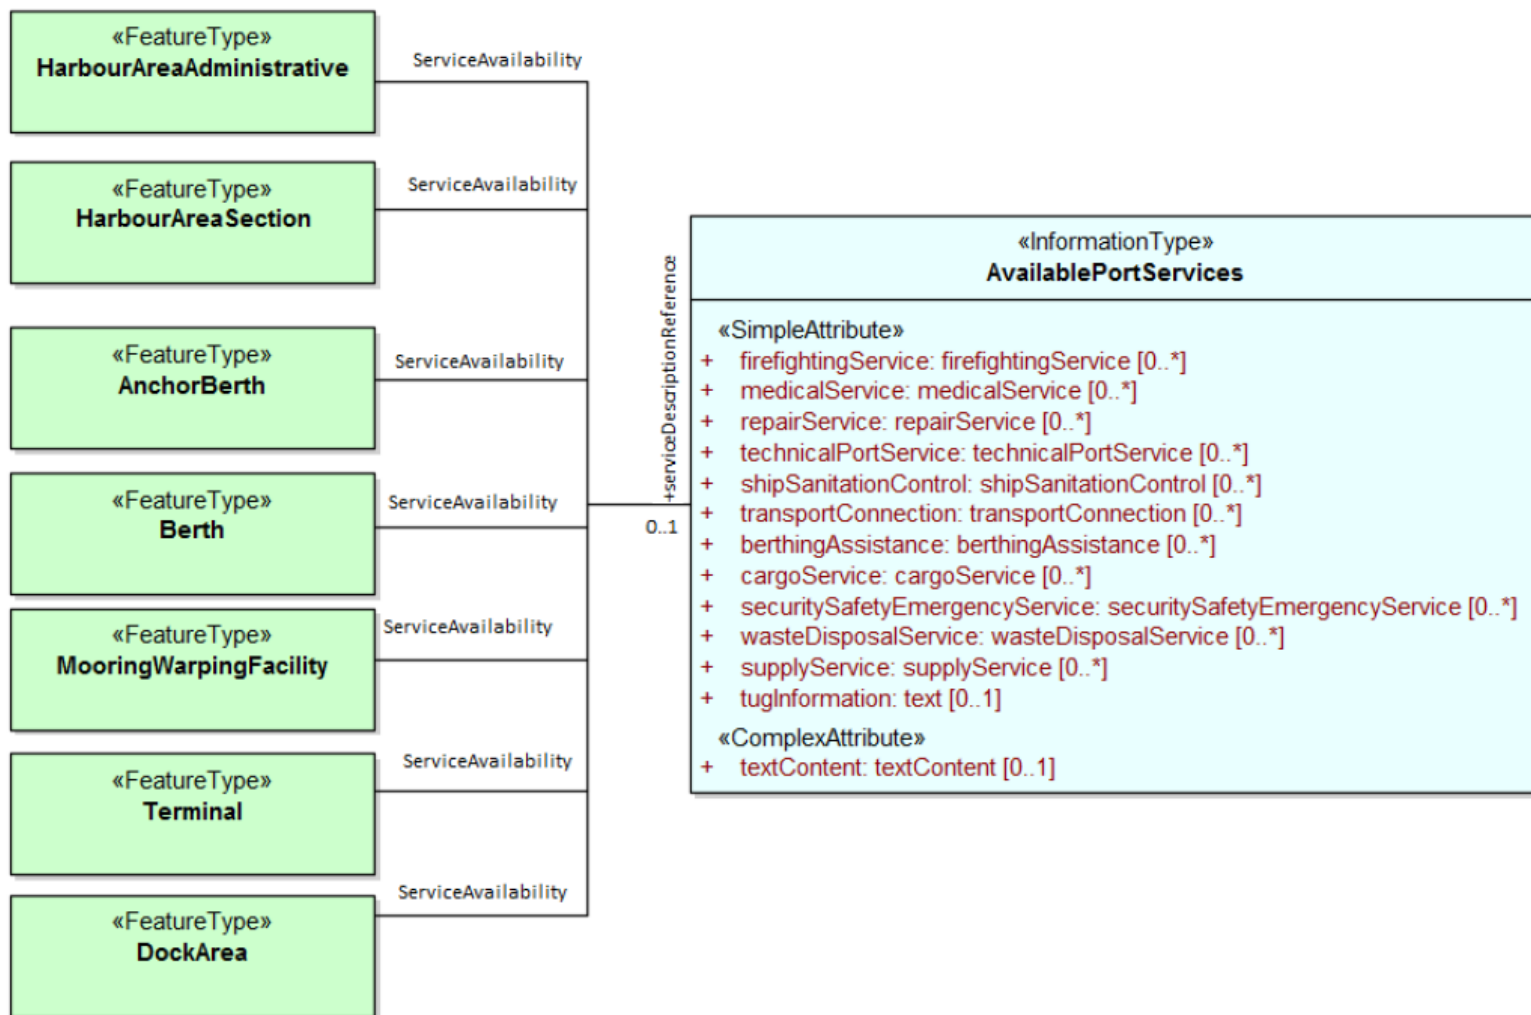 «FeatureType»
HarbourAreaAdministrative
ServiceAvailability
«FeatureType»
HarbourAreaSection
ServiceAvailability
«FeatureType»
AnchorBerth
ServiceAvailability
«FeatureType»
Berth
ServiceAvailability
«FeatureType»
MooringWarpingFacility
ServiceAvailability
«FeatureType»
Terminal
ServiceAvailability
«FeatureType»
DockArea
ServiceAvailability
+serviceDescriptionReference
0..1
«InformationType»
AvailablePortServices
«SimpleAttribute»
+ firefightingService: firefightingService [0..*]
+ medicalService: medicalService [0..*]
+ repairService: repairService [0..*]
+ technicalPortService: technicalPortService [0..*]
+ shipSanitationControl: shipSanitationControl [0..*]
+ transportConnection: transportConnection [0..*]
+ berthingAssistance: berthingAssistance [0..*]
+ cargoService: cargoService [0..*]
+ securitySafetyEmergencyService: securitySafetyEmergencyService [0..*]
+ wasteDisposalService: wasteDisposalService [0..*]
+ supplyService: supplyService [0..*]
+ tugInformation: text [0..1]
«ComplexAttribute»
+ textContent: textContent [0..1]